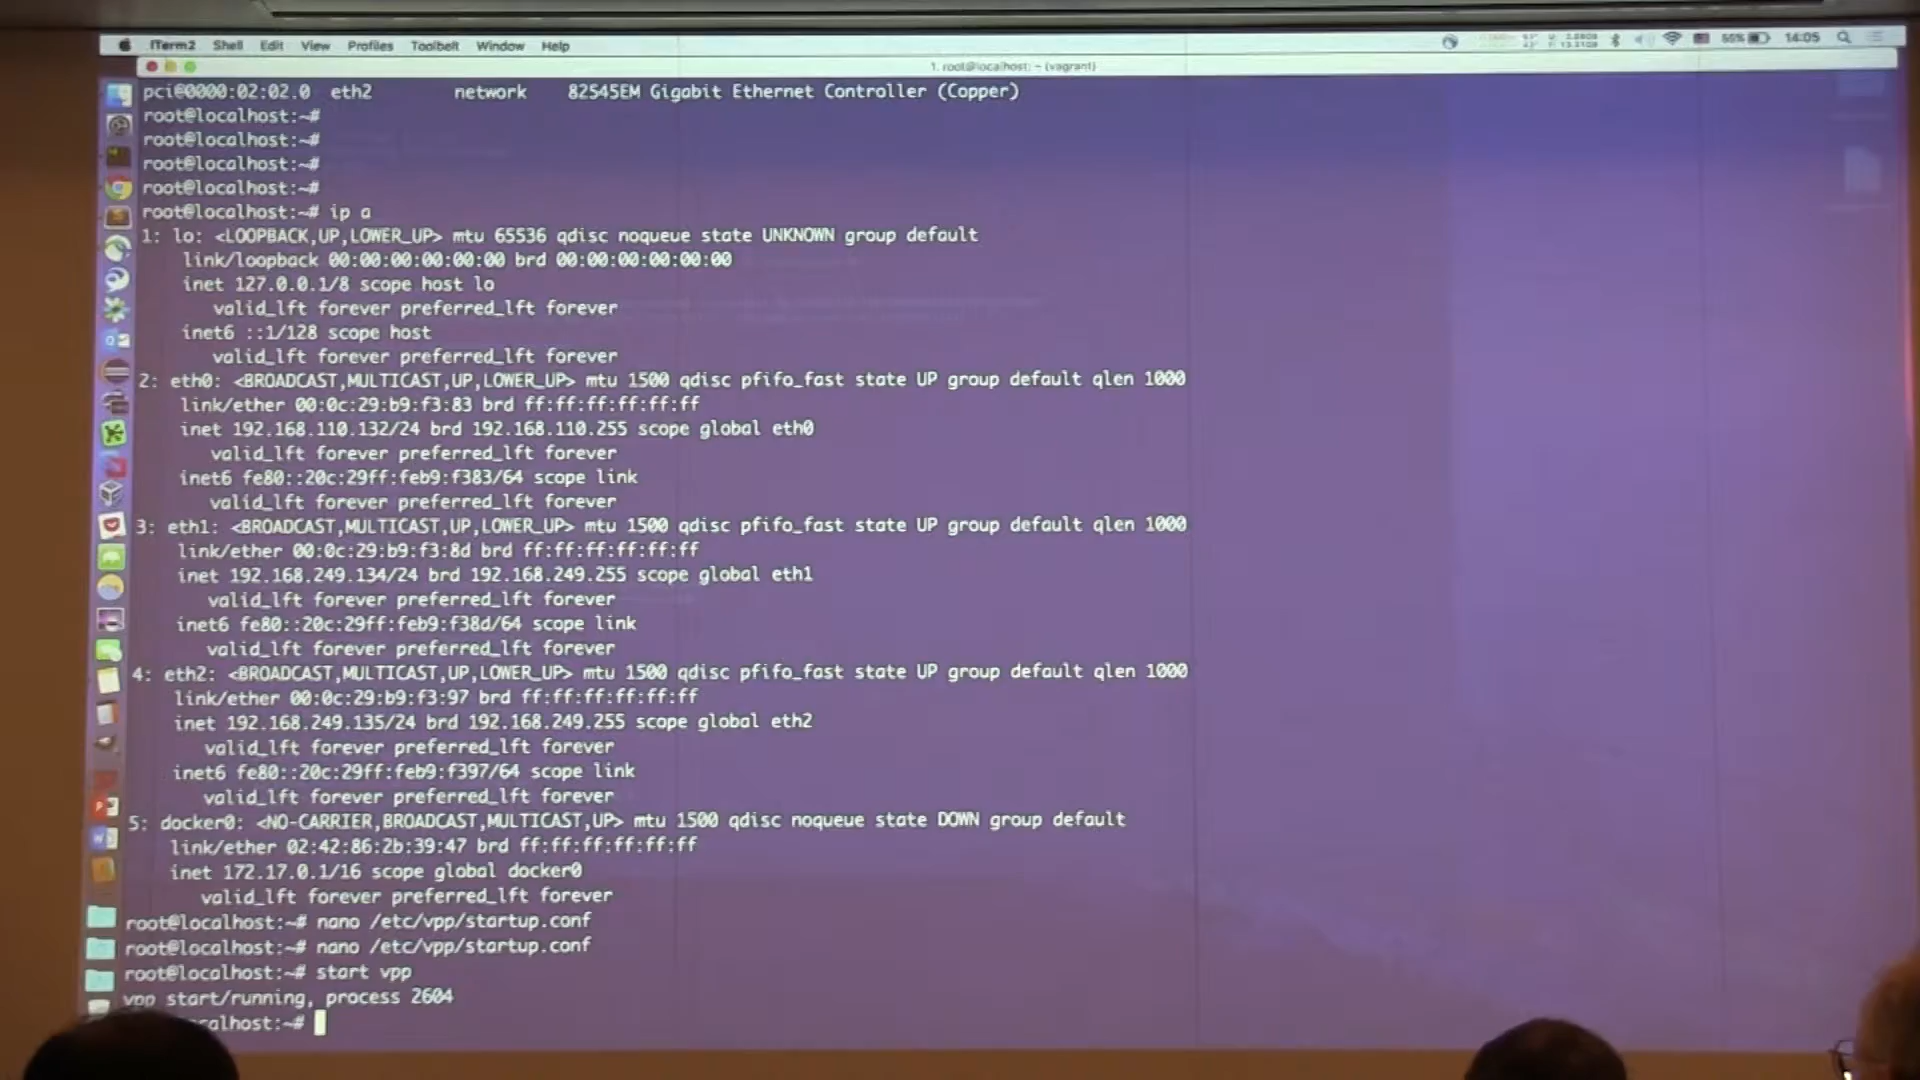 iTerm2 Shell Edit View Profiles Toolbelt Window Help
55% 14:05
1. root@localhost: ~ (vagrant)
pci@0000:02:02.0 eth2 network 82545EM Gigabit Ethernet Controller (Copper)
root@localhost:~#
root@localhost:~#
root@localhost:~#
root@localhost:~#
root@localhost:~# ip a
1: lo: <LOOPBACK,UP,LOWER_UP> mtu 65536 qdisc noqueue state UNKNOWN group default
link/loopback 00:00:00:00:00:00 brd 00:00:00:00:00:00
inet 127.0.0.1/8 scope host lo
valid_lft forever preferred_lft forever
inet6 ::1/128 scope host
valid_lft forever preferred_lft forever
2: eth0: <BROADCAST,MULTICAST,UP,LOWER_UP> mtu 1500 qdisc pfifo_fast state UP group default qlen 1000
link/ether 00:0c:29:b9:f3:83 brd ff:ff:ff:ff:ff:ff
inet 192.168.110.132/24 brd 192.168.110.255 scope global eth0
valid_lft forever preferred_lft forever
inet6 fe80::20c:29ff:feb9:f383/64 scope link
valid_lft forever preferred_lft forever
3: eth1: <BROADCAST,MULTICAST,UP,LOWER_UP> mtu 1500 qdisc pfifo_fast state UP group default qlen 1000
link/ether 00:0c:29:b9:f3:8d brd ff:ff:ff:ff:ff:ff
inet 192.168.249.134/24 brd 192.168.249.255 scope global eth1
valid_lft forever preferred_lft forever
inet6 fe80::20c:29ff:feb9:f38d/64 scope link
valid_lft forever preferred_lft forever
4: eth2: <BROADCAST,MULTICAST,UP,LOWER_UP> mtu 1500 qdisc pfifo_fast state UP group default qlen 1000
link/ether 00:0c:29:b9:f3:97 brd ff:ff:ff:ff:ff:ff
inet 192.168.249.135/24 brd 192.168.249.255 scope global eth2
valid_lft forever preferred_lft forever
inet6 fe80::20c:29ff:feb9:f397/64 scope link
valid_lft forever preferred_lft forever
5: docker0: <NO-CARRIER,BROADCAST,MULTICAST,UP> mtu 1500 qdisc noqueue state DOWN group default
link/ether 02:42:86:2b:39:47 brd ff:ff:ff:ff:ff:ff
inet 172.17.0.1/16 scope global docker0
valid_lft forever preferred_lft forever
root@localhost:~# nano /etc/vpp/startup.conf
root@localhost:~# nano /etc/vpp/startup.conf
root@localhost:~# start vpp
vpp start/running, process 2604
calhost:~#